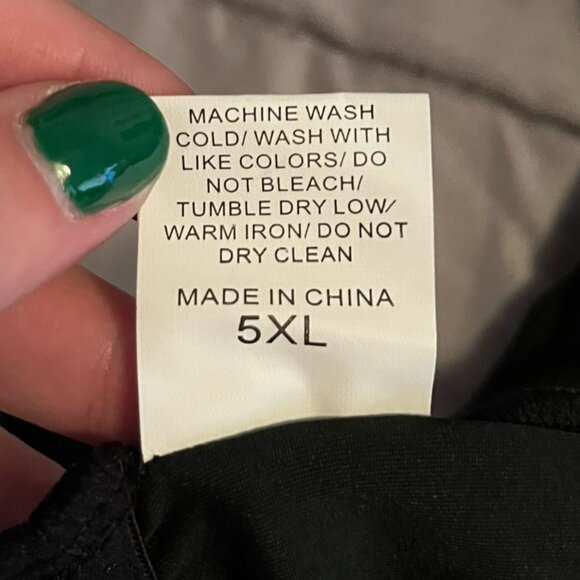 MACHINE WASH
COLD/ WASH WITH
LIKE COLORS/ DO
NOT BLEACH/
TUMBLE DRY LOW/
WARM IRON/ DO NOT
DRY CLEAN
MADE IN CHINA
5XL